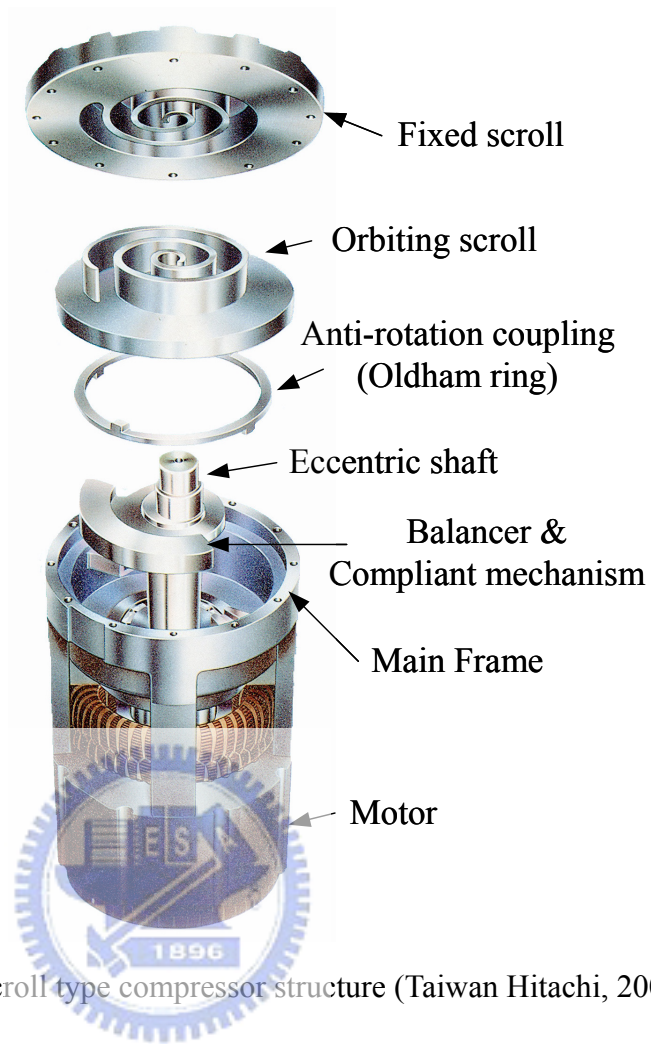 Fixed scroll
Orbiting scroll
Anti-rotation coupling
(Oldham ring)
Eccentric shaft
Balancer &
Compliant mechanism
Main Frame
Motor
E S A
1896
croll type compressor structure (Taiwan Hitachi, 200